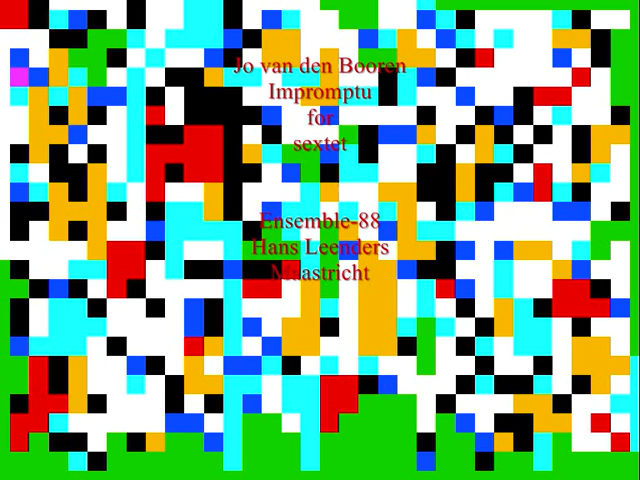 Jo van den Booren
Impromptu
for
sextet
Ensemble-88
Hans Leenders
Maastricht